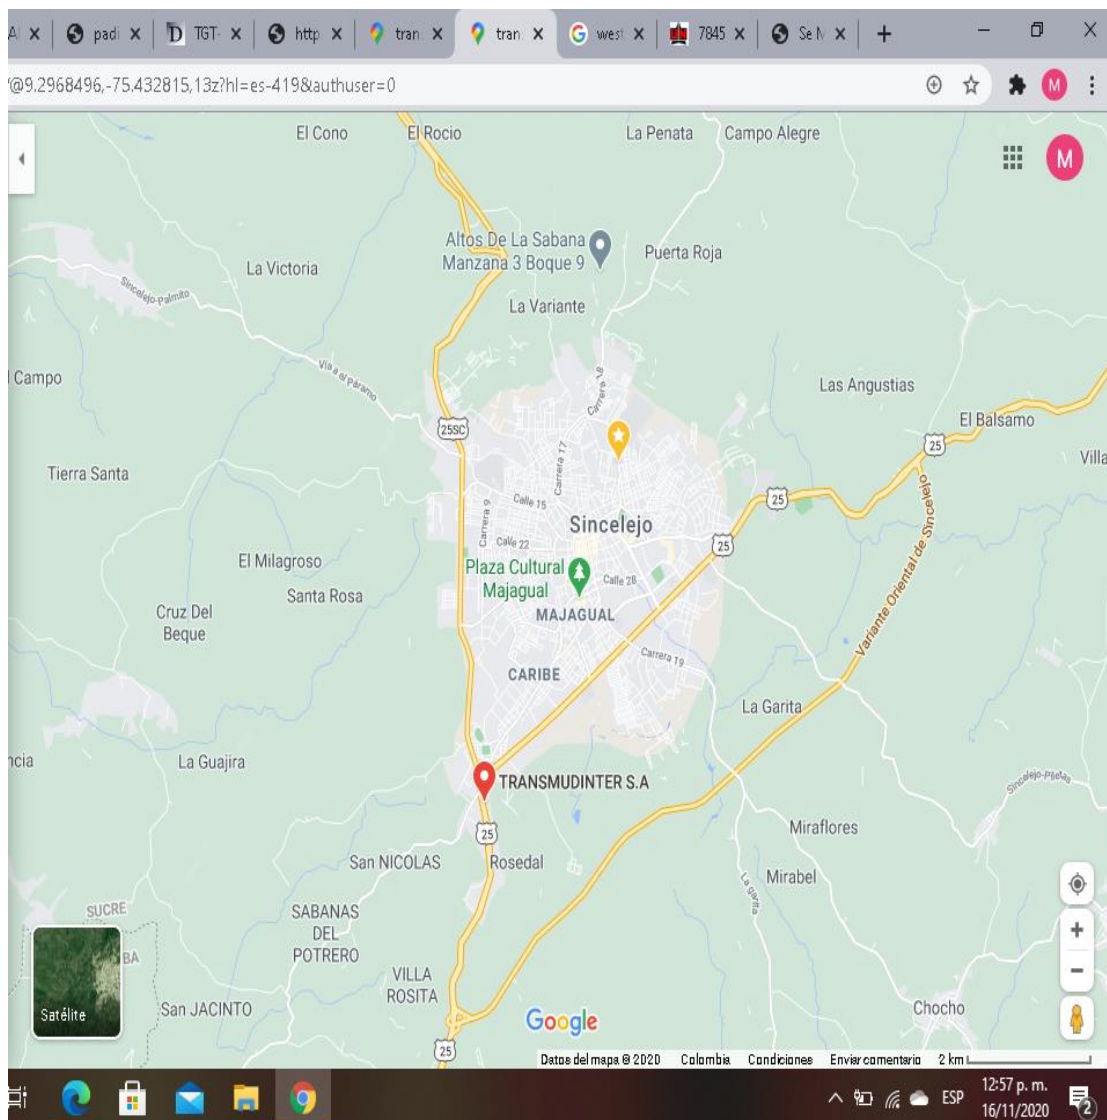 padi
TGT-
http
tran
tran
west
7845
Se N
@9.2968496,-75.432815,13z?hl=es-419&authuser=0
M
El Cono
El Rocio
La Penata
Campo Alegre
M
Altos De La Sabana
Manzana 3 Boque 9
Puerta Roja
La Victoria
Sincelejo-Palmito
La Variante
Vía a el páramo
Campo
Carrera 18
Las Angustias
El Balsamo
25SC
25
Carrera 17
Tierra Santa
Villa
Calle 15
25
Carrera 9
Sincelejo
Calle 22
25
El Milagroso
Plaza Cultural
Majagual
Calle 28
Santa Rosa
Cruz Del
Beque
MAJAGUAL
Variante Oriental de Sincelejo
Carrera 19
CARIBE
La Garita
ncia
La Guajira
TRANSMUDINTER S.A
Sincelejo-Piletas
25
Miraflores
San NICOLAS
Rosedal
Mirabel
La garita
SUCRE
SABANAS
DEL
POTRERO
BA
VILLA
ROSITA
San JACINTO
Chocho
Satélite
Google
25
Datos del mapa © 2020 Colombia Condiciones Enviar comentario 2 km
ESP
12:57 p. m.
16/11/2020
2